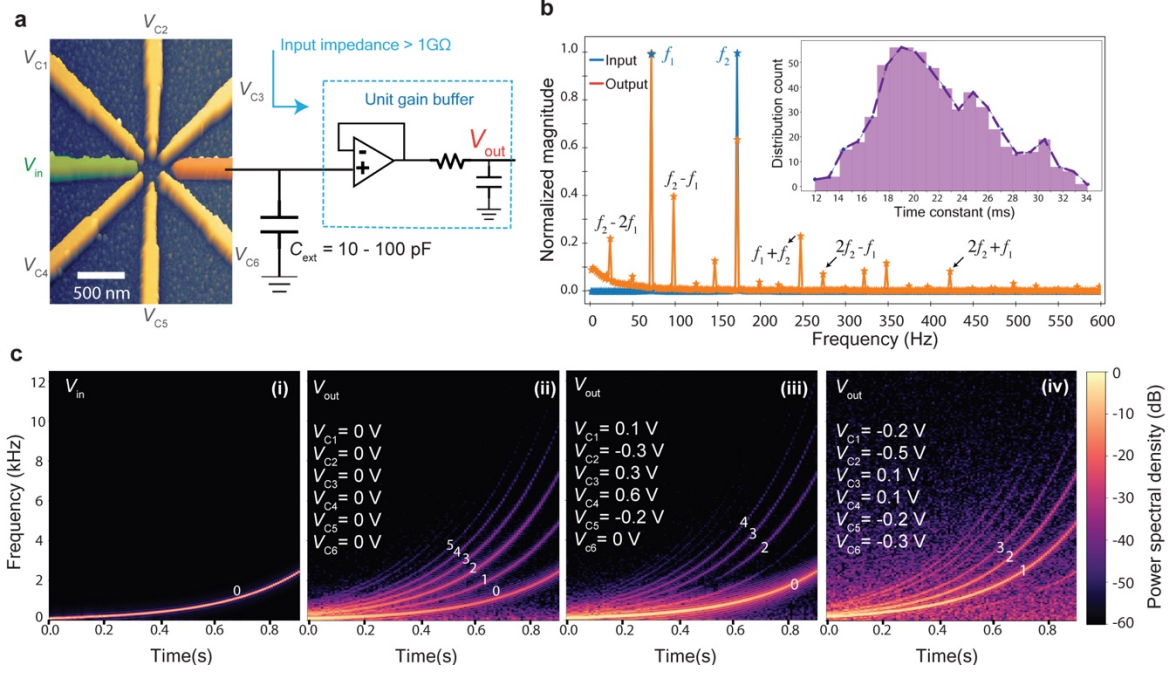 a
V_C2
V_C1
V_C3
V_in
V_C4
V_C6
V_C5
500 nm
Input impedance > 1GΩ
Unit gain buffer
-
+
V_out
C_ext = 10 - 100 pF
b
Normalized magnitude
1.0
0.8
0.6
0.4
0.2
0.0
Input
Output
f_1
f_2
f_2 - 2f_1
f_2 - f_1
f_1 + f_2
2f_2 - f_1
2f_2 + f_1
0 50 100 150 200 250 300 350 400 450 500 550 600
Frequency (Hz)
Distribution count
50
40
30
20
10
0
12 14 16 18 20 22 24 26 28 30 32 34
Time constant (ms)
c
Frequency (kHz)
12
10
8
6
4
2
0
V_in
(i)
0
0.0 0.2 0.4 0.6 0.8
Time(s)
V_out
(ii)
V_C1 = 0 V
V_C2 = 0 V
V_C3 = 0 V
V_C4 = 0 V
V_C5 = 0 V
V_C6 = 0 V
5 4 3 2 1 0
0.0 0.2 0.4 0.6 0.8
Time(s)
V_out
(iii)
V_C1 = 0.1 V
V_C2 = -0.3 V
V_C3 = 0.3 V
V_C4 = 0.6 V
V_C5 = -0.2 V
V_c6 = 0 V
4 3 2 0
0.0 0.2 0.4 0.6 0.8
Time(s)
V_out
(iv)
V_C1 = -0.2 V
V_C2 = -0.5 V
V_C3 = 0.1 V
V_C4 = 0.1 V
V_C5 = -0.2 V
V_C6 = -0.3 V
3 2 1
0.0 0.2 0.4 0.6 0.8
Time(s)
0
-10
-20
-30
-40
-50
-60
Power spectral density (dB)